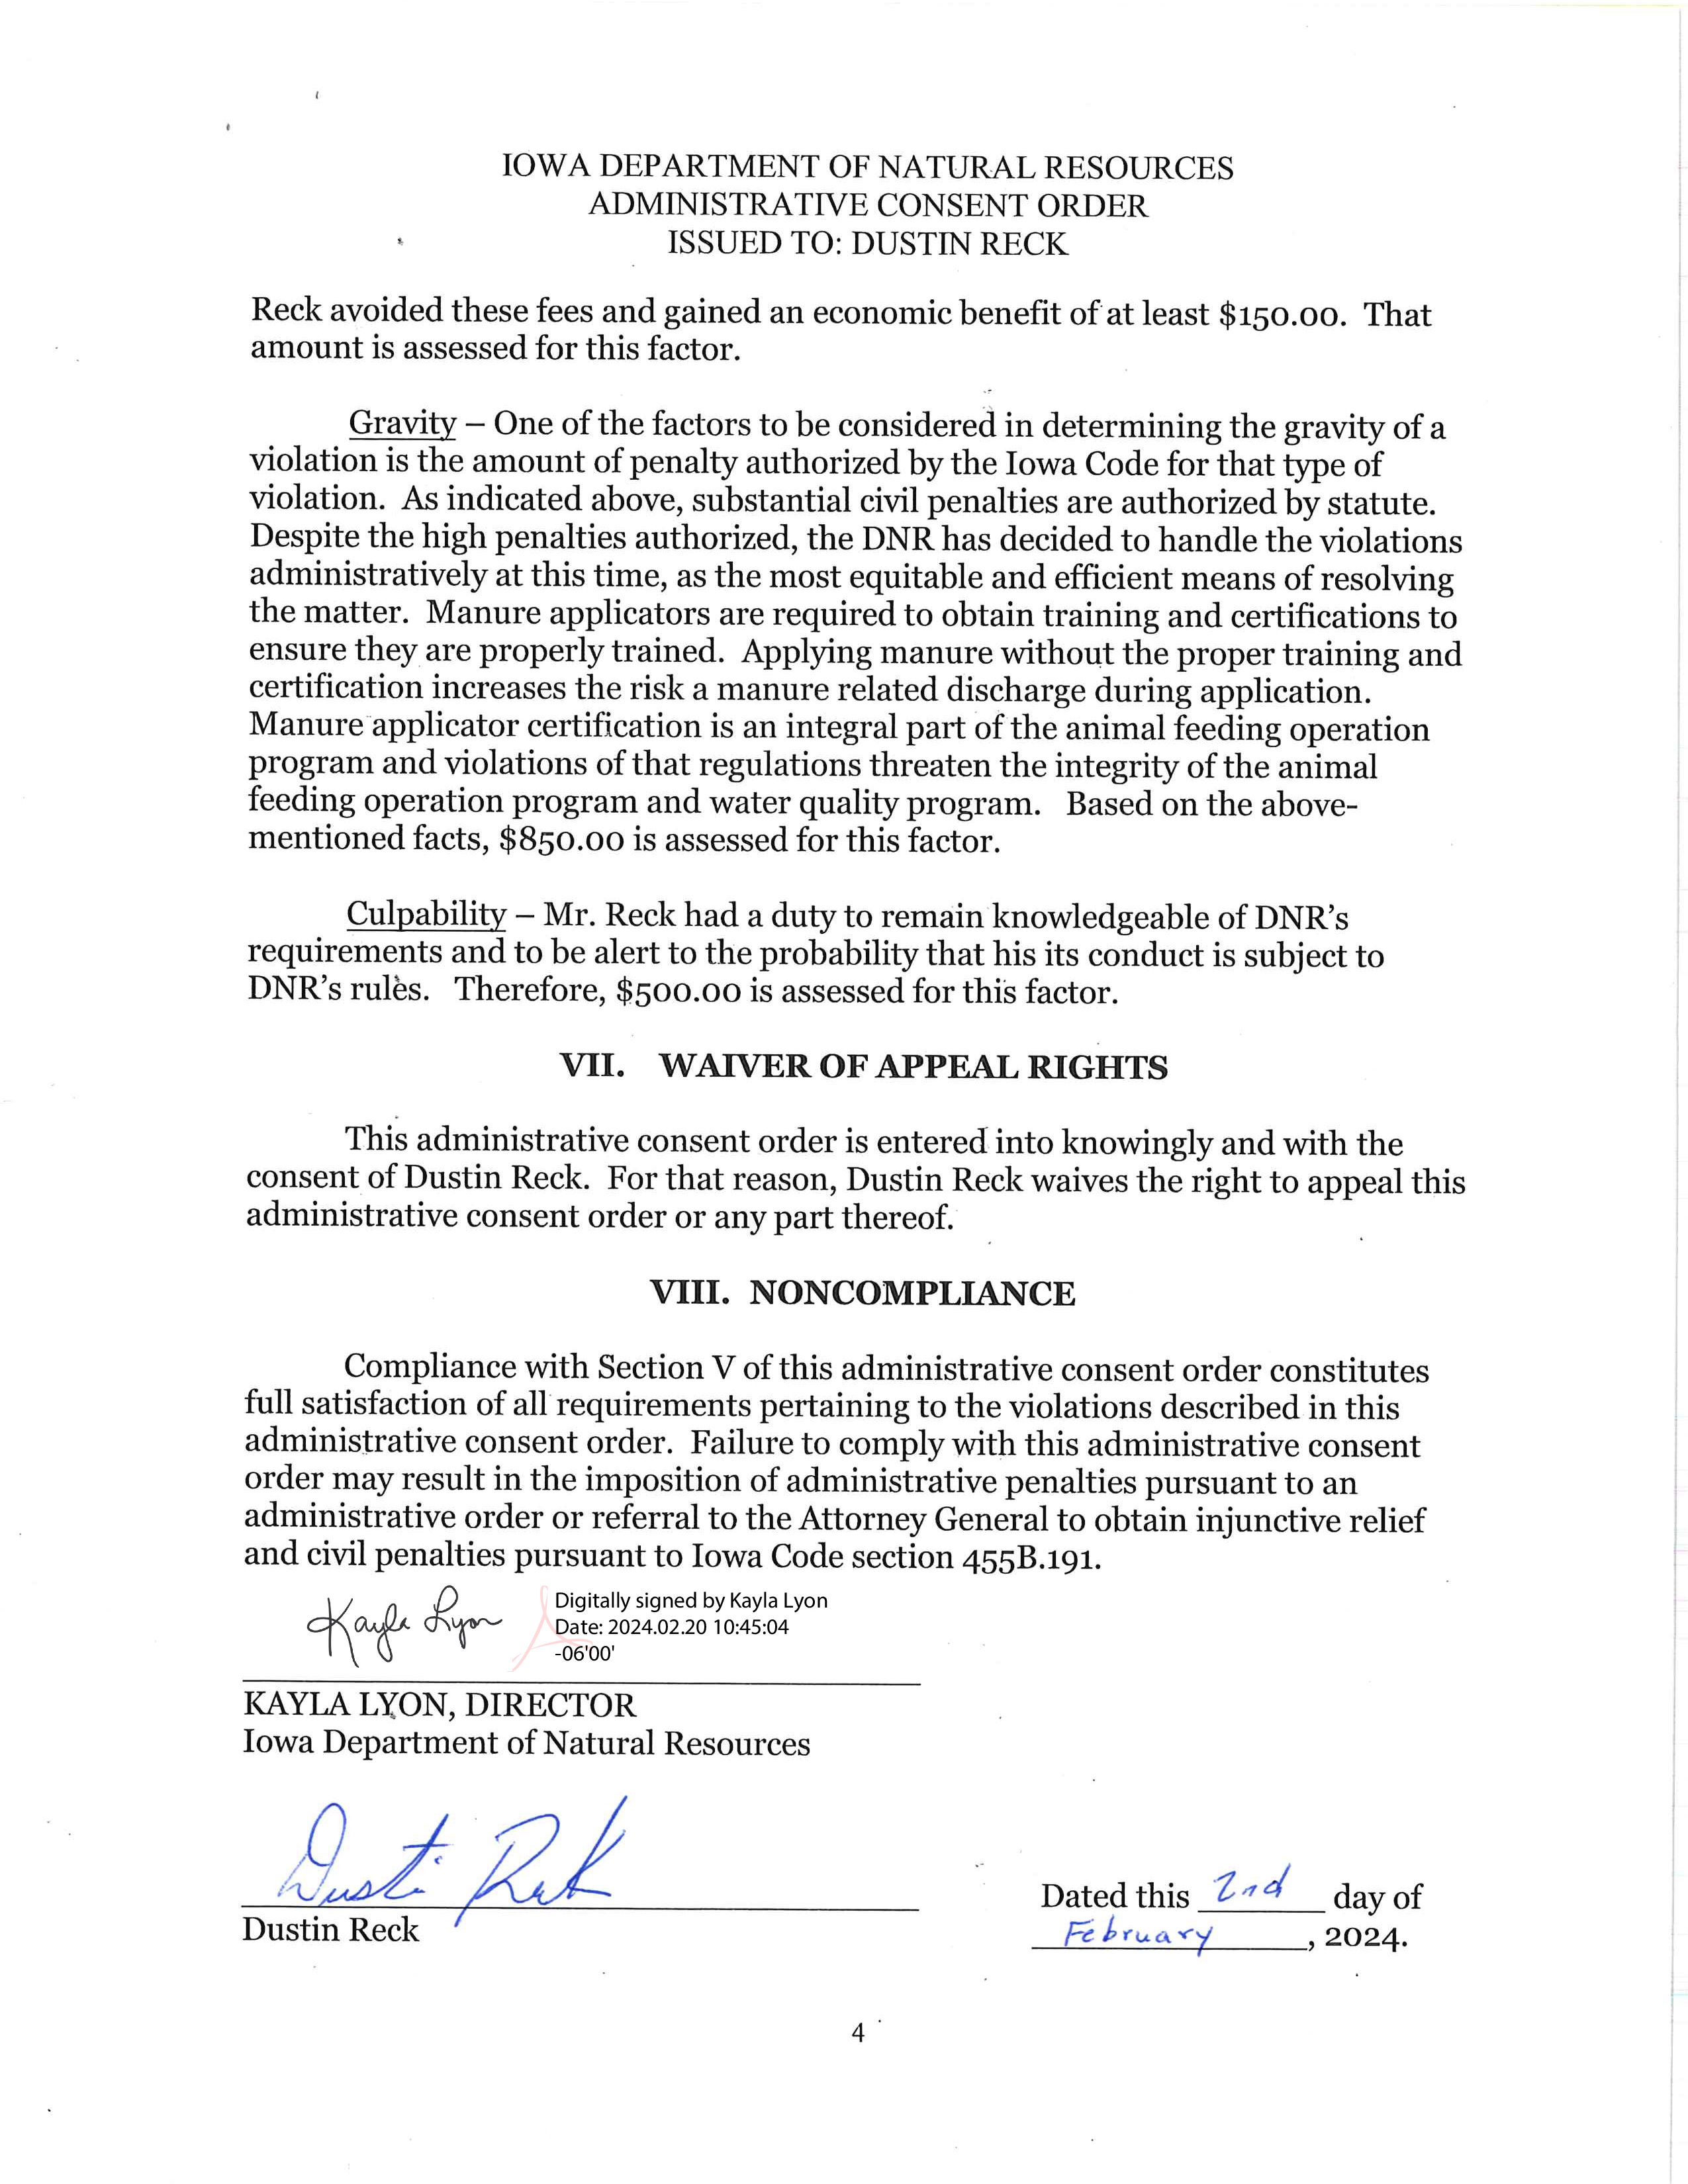 IOWA DEPARTMENT OF NATURAL RESOURCES
ADMINISTRATIVE CONSENT ORDER
ISSUED TO: DUSTIN RECK
Reck avoided these fees and gained an economic benefit of at least $150.00.  That
amount is assessed for this factor.
Gravity – One of the factors to be considered in determining the gravity of a
violation is the amount of penalty authorized by the Iowa Code for that type of
violation.  As indicated above, substantial civil penalties are authorized by statute.
Despite the high penalties authorized, the DNR has decided to handle the violations
administratively at this time, as the most equitable and efficient means of resolving
the matter.  Manure applicators are required to obtain training and certifications to
ensure they are properly trained.  Applying manure without the proper training and
certification increases the risk a manure related discharge during application.
Manure applicator certification is an integral part of the animal feeding operation
program and violations of that regulations threaten the integrity of the animal
feeding operation program and water quality program.   Based on the above-
mentioned facts, $850.00 is assessed for this factor.
Culpability – Mr. Reck had a duty to remain knowledgeable of DNR's
requirements and to be alert to the probability that his its conduct is subject to
DNR's rules.   Therefore, $500.00 is assessed for this factor.
VII.   WAIVER OF APPEAL RIGHTS
This administrative consent order is entered into knowingly and with the
consent of Dustin Reck.  For that reason, Dustin Reck waives the right to appeal this
administrative consent order or any part thereof.
VIII.  NONCOMPLIANCE
Compliance with Section V of this administrative consent order constitutes
full satisfaction of all requirements pertaining to the violations described in this
administrative consent order.  Failure to comply with this administrative consent
order may result in the imposition of administrative penalties pursuant to an
administrative order or referral to the Attorney General to obtain injunctive relief
and civil penalties pursuant to Iowa Code section 455B.191.
Kayla Lyon
Digitally signed by Kayla Lyon
Date: 2024.02.20 10:45:04
-06'00'
KAYLA LYON, DIRECTOR
Iowa Department of Natural Resources
Dustin Reck
Dustin Reck
Dated this 2nd day of
February, 2024.
4